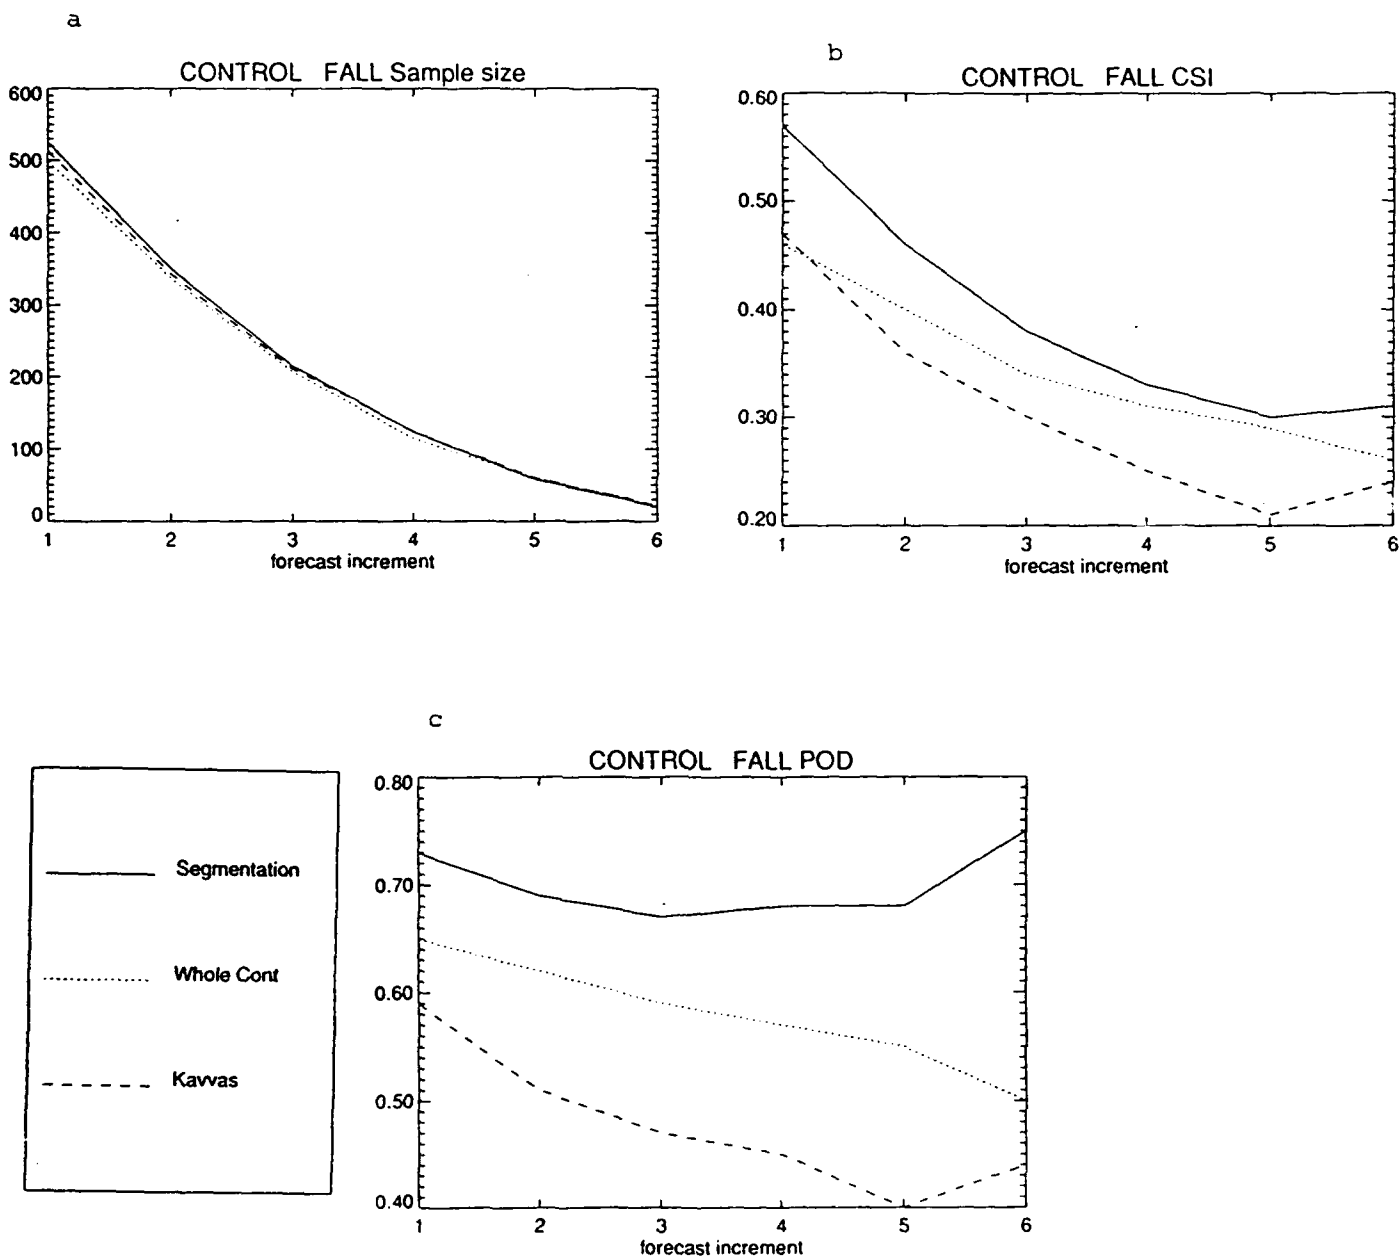 a
CONTROL FALL Sample size
600
500
400
300
200
100
0
1 2 3 4 5 6
forecast increment
b
CONTROL FALL CSI
0.60
0.50
0.40
0.30
0.20
1 2 3 4 5 6
forecast increment
Segmentation
Whole Cont
Kavvas
c
CONTROL FALL POD
0.80
0.70
0.60
0.50
0.40
1 2 3 4 5 6
forecast increment